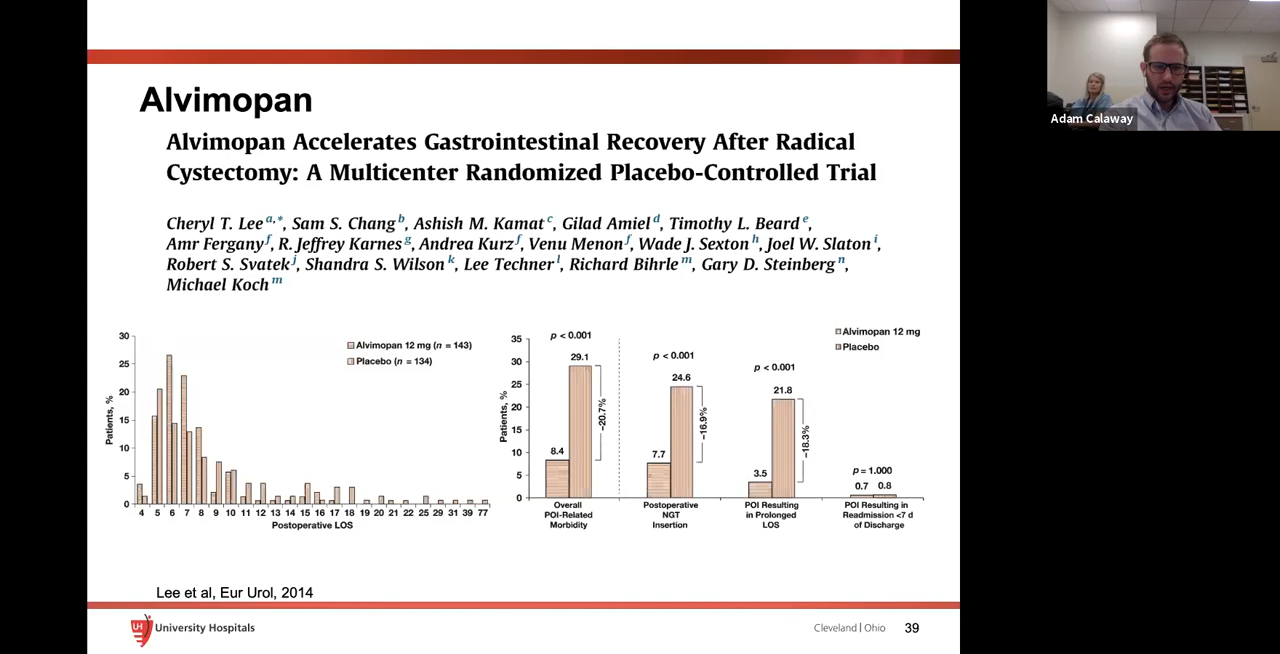 Alvimopan
Alvimopan Accelerates Gastrointestinal Recovery After Radical
Cystectomy: A Multicenter Randomized Placebo-Controlled Trial
Cheryl T. Lee a,*, Sam S. Chang b, Ashish M. Kamat c, Gilad Amiel d, Timothy L. Beard e,
Amr Fergany f, R. Jeffrey Karnes g, Andrea Kurz f, Venu Menon f, Wade J. Sexton h, Joel W. Slaton i,
Robert S. Svatek j, Shandra S. Wilson k, Lee Techner l, Richard Bihrle m, Gary D. Steinberg n,
Michael Koch m
30
25
20
15
10
5
0
Patients, %
Alvimopan 12 mg (n = 143)
Placebo (n = 134)
4 5 6 7 8 9 10 11 12 13 14 15 16 17 18 19 20 21 22 25 29 31 39 77
Postoperative LOS
35
30
25
20
15
10
5
0
Patients, %
Alvimopan 12 mg
Placebo
p < 0.001
29.1
8.4
−20.7%
Overall
POI-Related
Morbidity
p < 0.001
24.6
7.7
−16.9%
Postoperative
NGT
Insertion
p < 0.001
21.8
3.5
−18.3%
POI Resulting
in Prolonged
LOS
p = 1.000
0.7 0.8
POI Resulting in
Readmission <7 d
of Discharge
Lee et al, Eur Urol, 2014
UH University Hospitals
Cleveland | Ohio
39
Adam Calaway